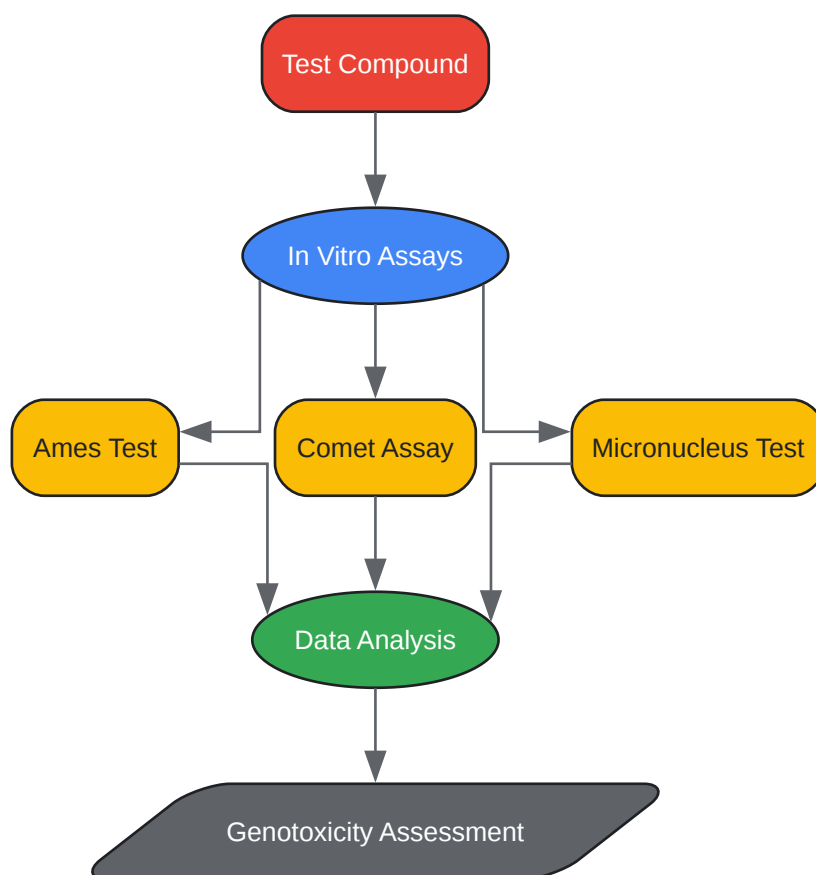 Test Compound
In Vitro Assays
Ames Test
Comet Assay
Micronucleus Test
Data Analysis
Genotoxicity Assessment